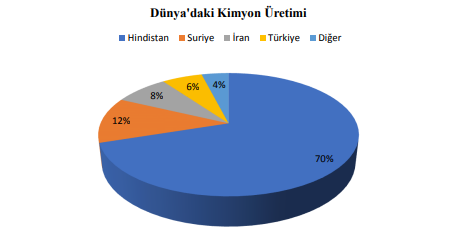 Dünya'daki Kimyon Üretimi
Hindistan Suriye İran Türkiye Diğer
4%
6%
8%
12%
70%